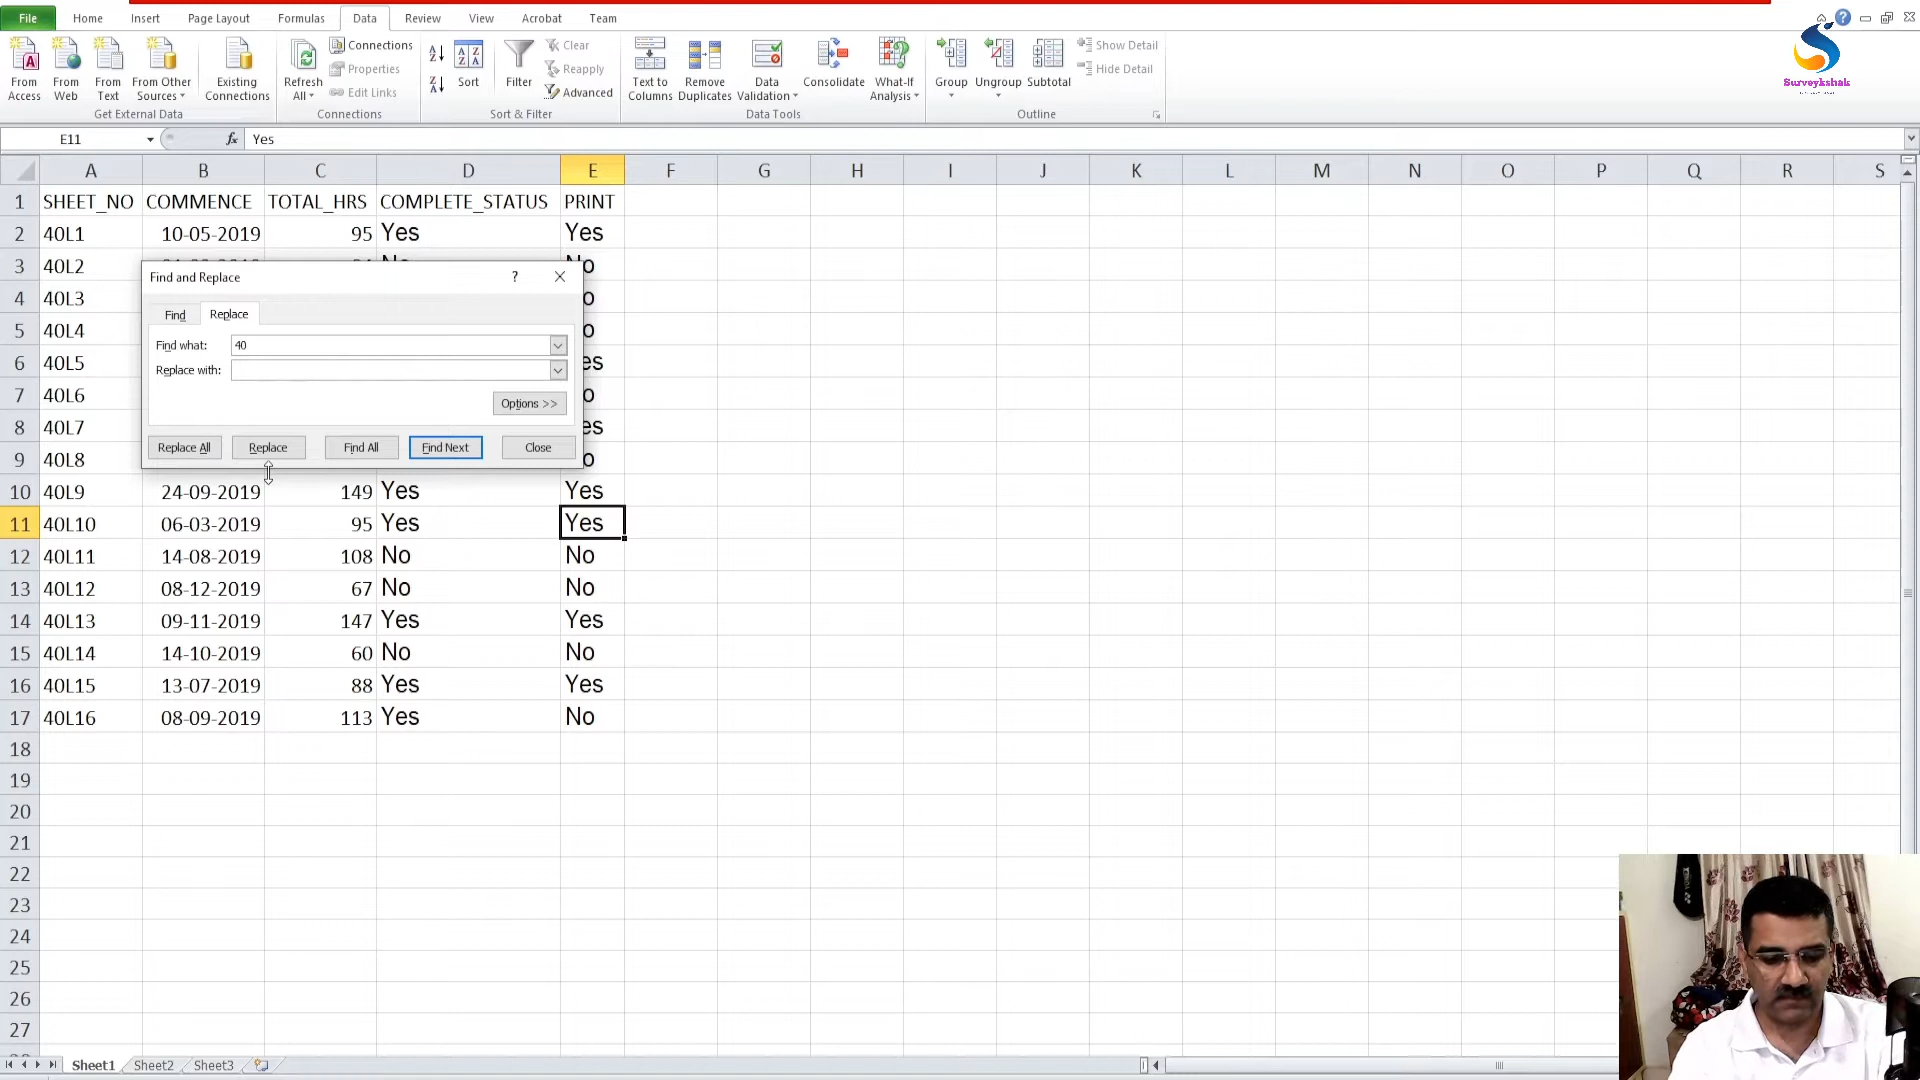 File Home Insert Page Layout Formulas Data Review View Acrobat Team
From Access
From Web
From Text
From Other Sources
Existing Connections
Get External Data
Refresh All
Connections
Properties
Edit Links
Connections
Sort
Filter
Clear
Reapply
Advanced
Sort & Filter
Text to Columns
Remove Duplicates
Data Validation
Consolidate
What-If Analysis
Data Tools
Group
Ungroup
Subtotal
Show Detail
Hide Detail
Outline
Surveykshak
E11 fx Yes
A B C D E F G H I J K L M N O P Q R S
1 SHEET_NO COMMENCE TOTAL_HRS COMPLETE_STATUS PRINT
2 40L1 10-05-2019 95 Yes Yes
3 40L2
4 40L3
5 40L4
6 40L5
7 40L6
8 40L7
9 40L8
Find and Replace ?
Find Replace
Find what: 40
Replace with:
Options >>
Replace All Replace Find All Find Next Close
10 40L9 24-09-2019 149 Yes Yes
11 40L10 06-03-2019 95 Yes Yes
12 40L11 14-08-2019 108 No No
13 40L12 08-12-2019 67 No No
14 40L13 09-11-2019 147 Yes Yes
15 40L14 14-10-2019 60 No No
16 40L15 13-07-2019 88 Yes Yes
17 40L16 08-09-2019 113 Yes No
18
19
20
21
22
23
24
25
26
27
Sheet1 Sheet2 Sheet3